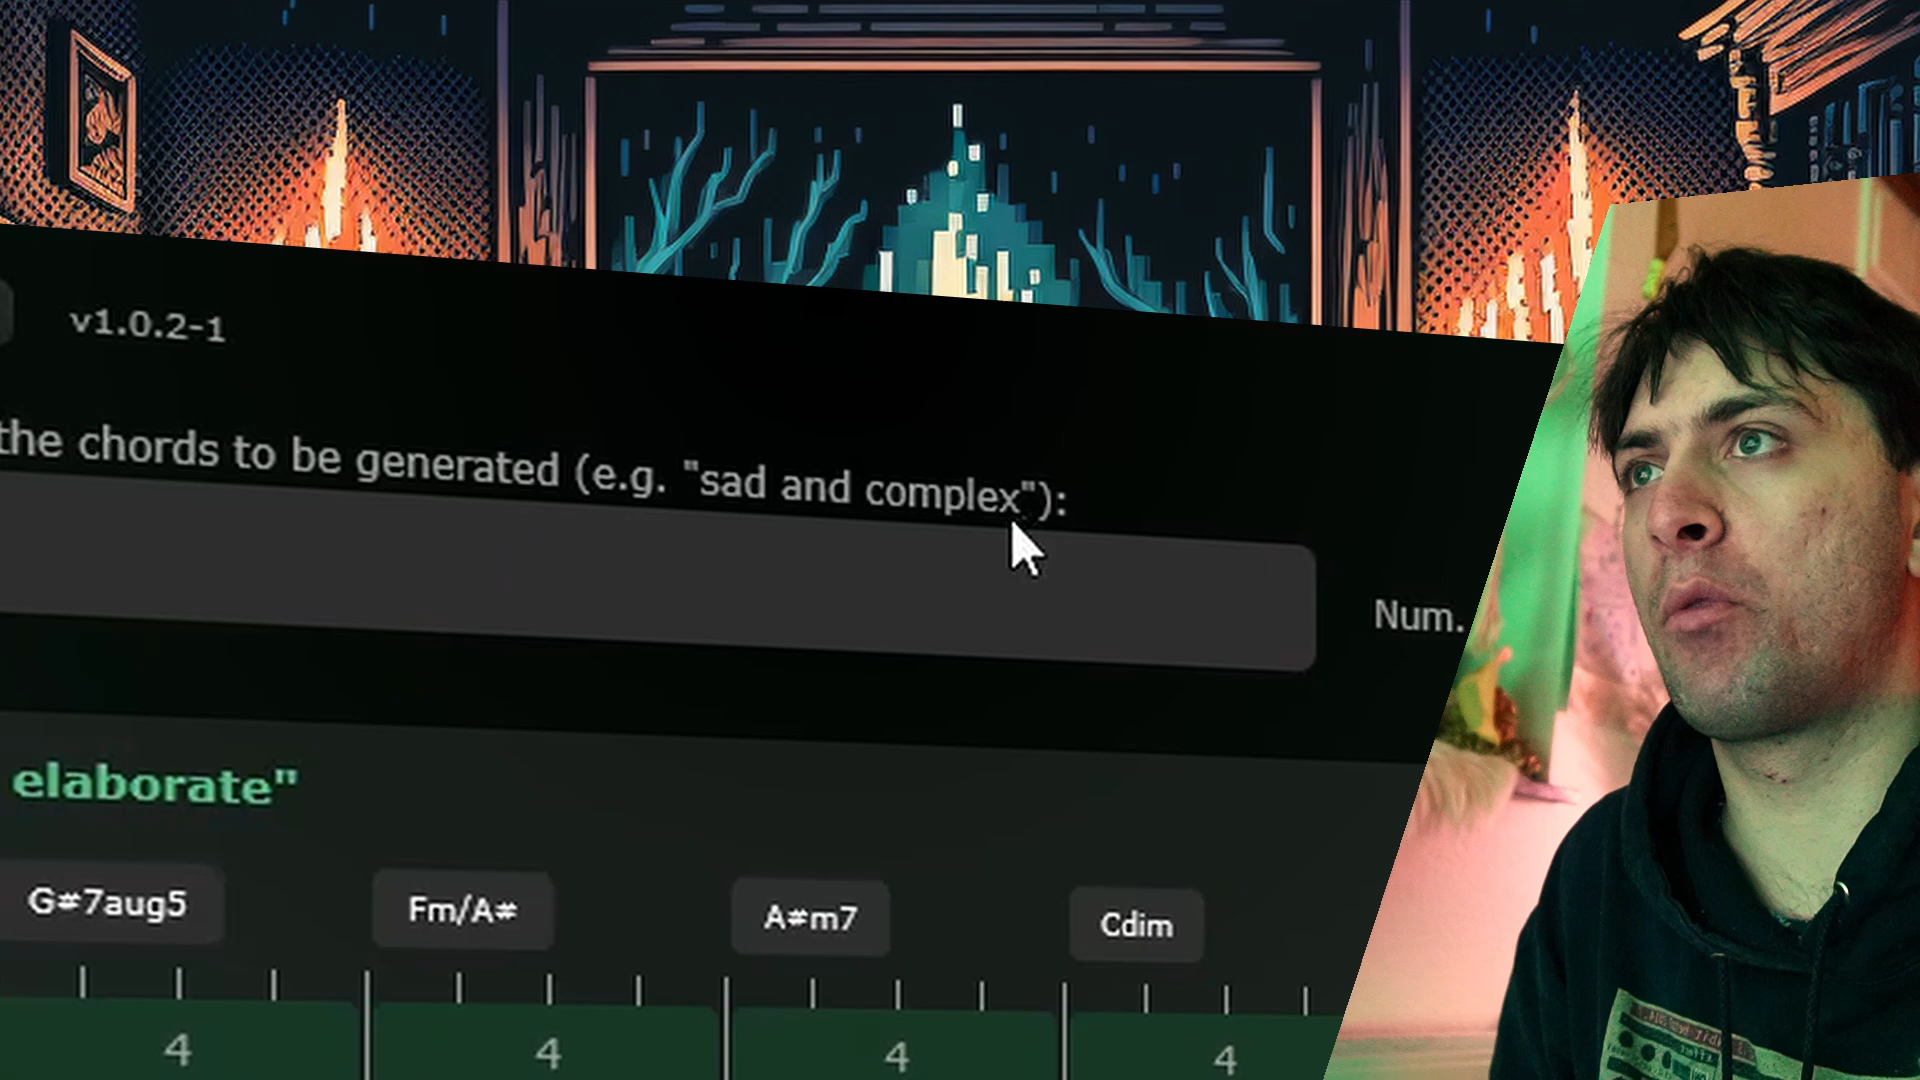 v1.0.2-1
the chords to be generated (e.g. "sad and complex"):
Num.
elaborate"
G#7aug5 Fm/A# A#m7 Cdim
4 4 4 4